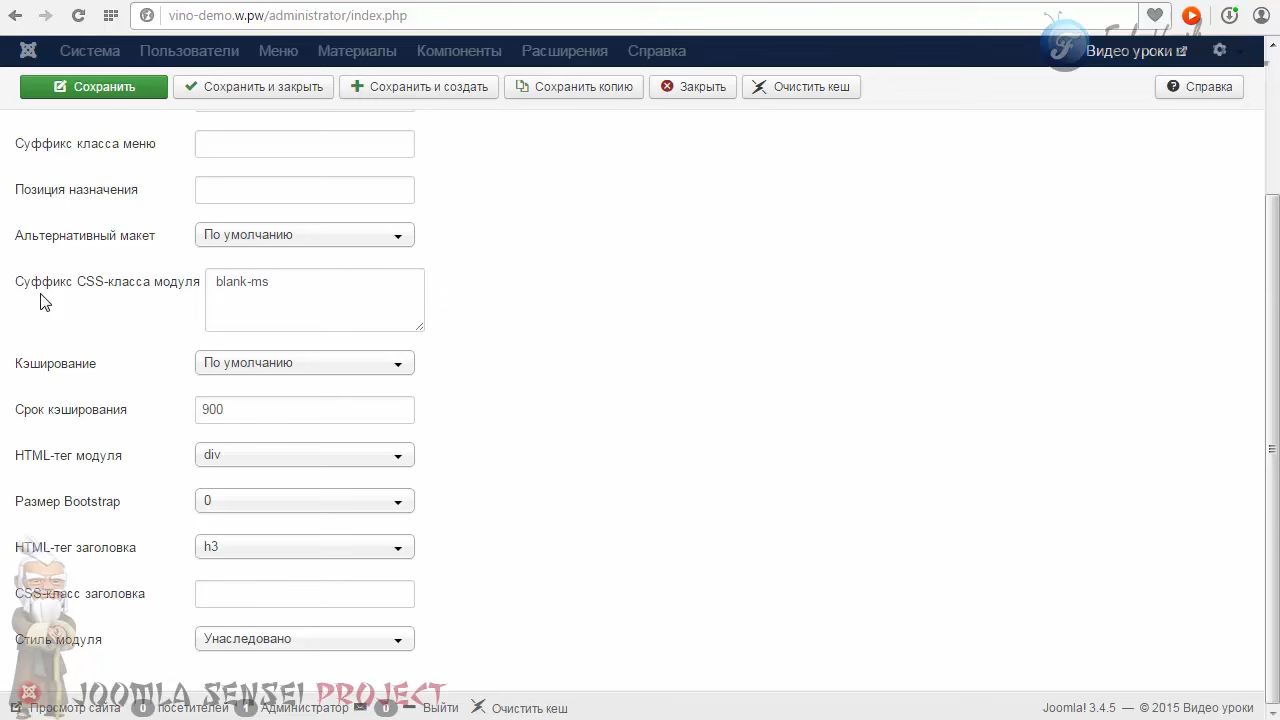 vino-demo.w.pw/administrator/index.php
Система Пользователи Меню Материалы Компоненты Расширения Справка Видео уроки
Сохранить Сохранить и закрыть Сохранить и создать Сохранить копию Закрыть Очистить кеш Справка
Суффикс класса меню
Позиция назначения
Альтернативный макет По умолчанию
Суффикс CSS-класса модуля blank-ms
Кэширование По умолчанию
Срок кэширования 900
HTML-тег модуля div
Размер Bootstrap 0
HTML-тег заголовка h3
CSS-класс заголовка
Стиль модуля Унаследовано
JOOMLA SENSEI PROJECT
Просмотр сайта 0 посетителей Администратор 0 Выйти Очистить кеш Joomla! 3.4.5 — © 2015 Видео уроки